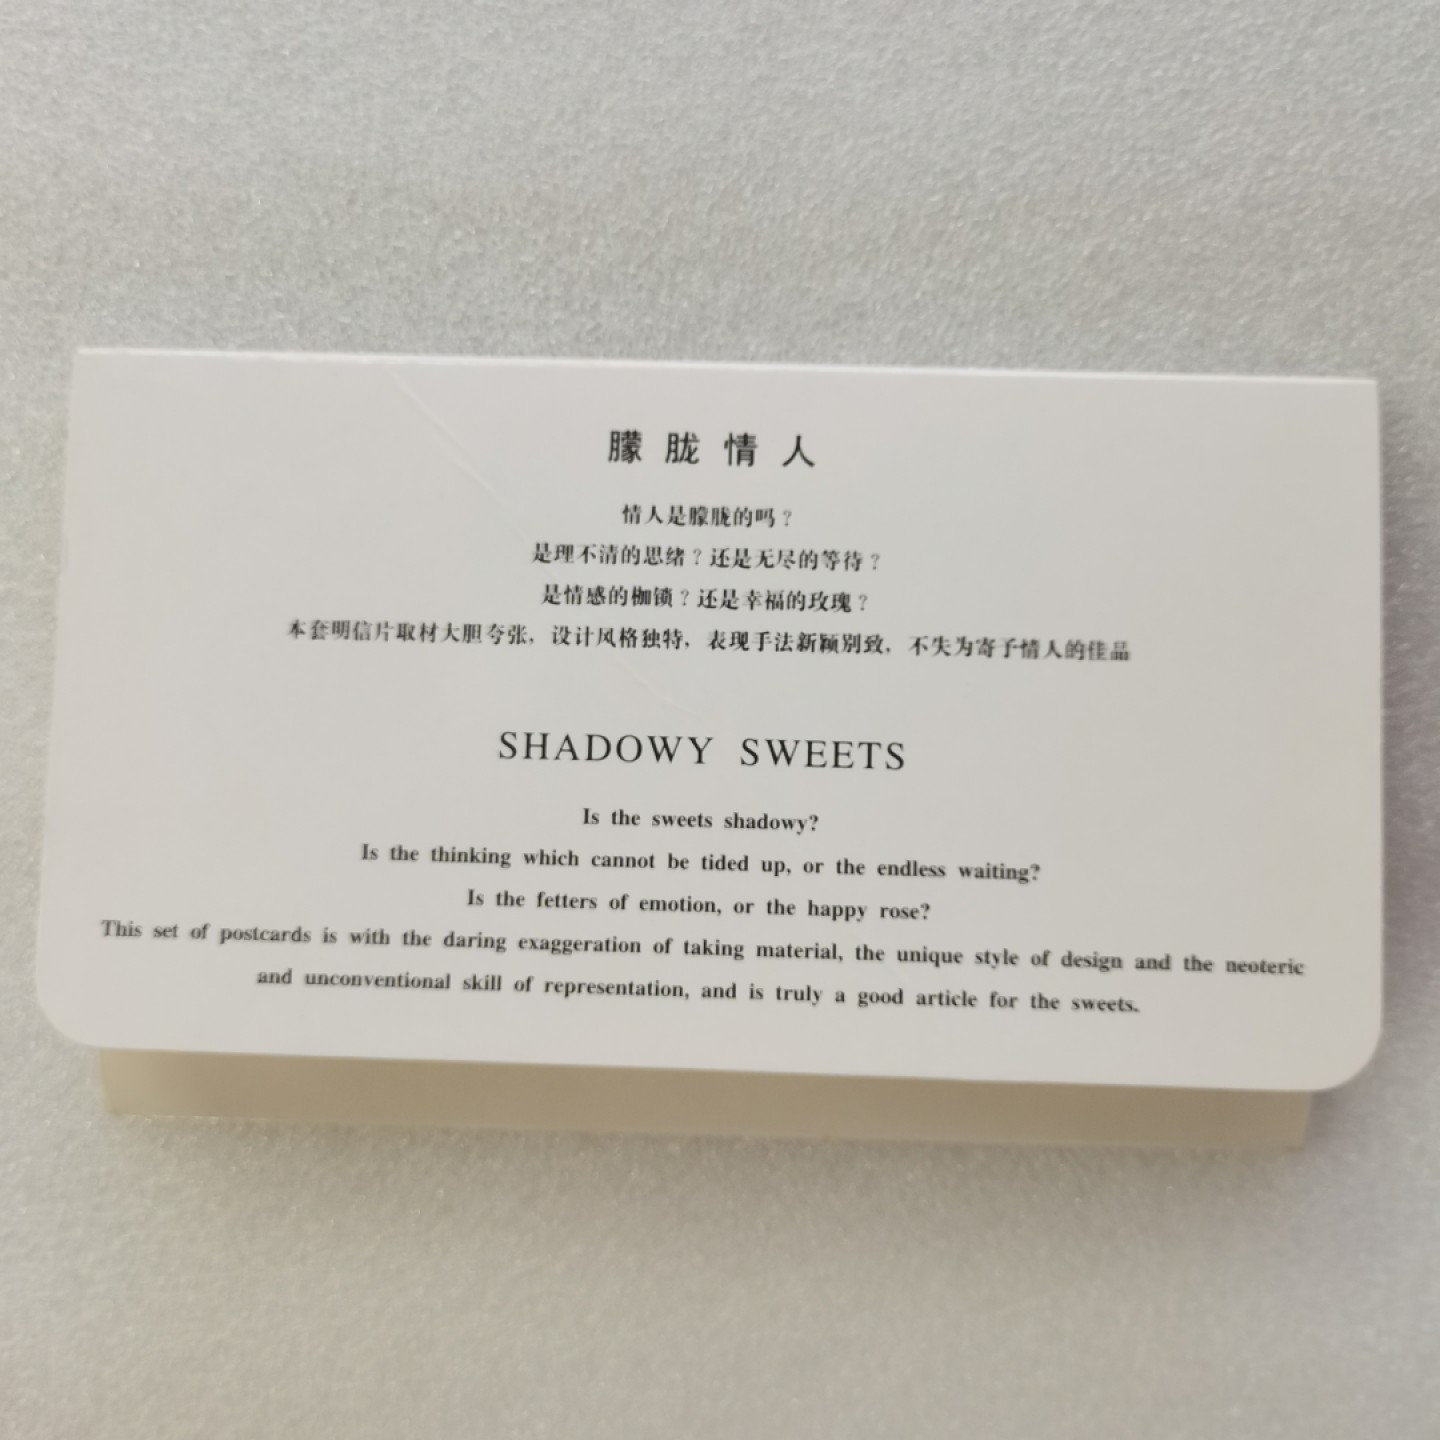 朦胧情人
情人是朦胧的吗？
是理不清的思绪？还是无尽的等待？
是情感的枷锁？还是幸福的玫瑰？
本套明信片取材大胆夸张，设计风格独特，表现手法新颖别致，不失为寄予情人的佳品
SHADOWY SWEETS
Is the sweets shadowy?
Is the thinking which cannot be tided up, or the endless waiting?
Is the fetters of emotion, or the happy rose?
This set of postcards is with the daring exaggeration of taking material, the unique style of design and the neoteric
and unconventional skill of representation, and is truly a good article for the sweets.